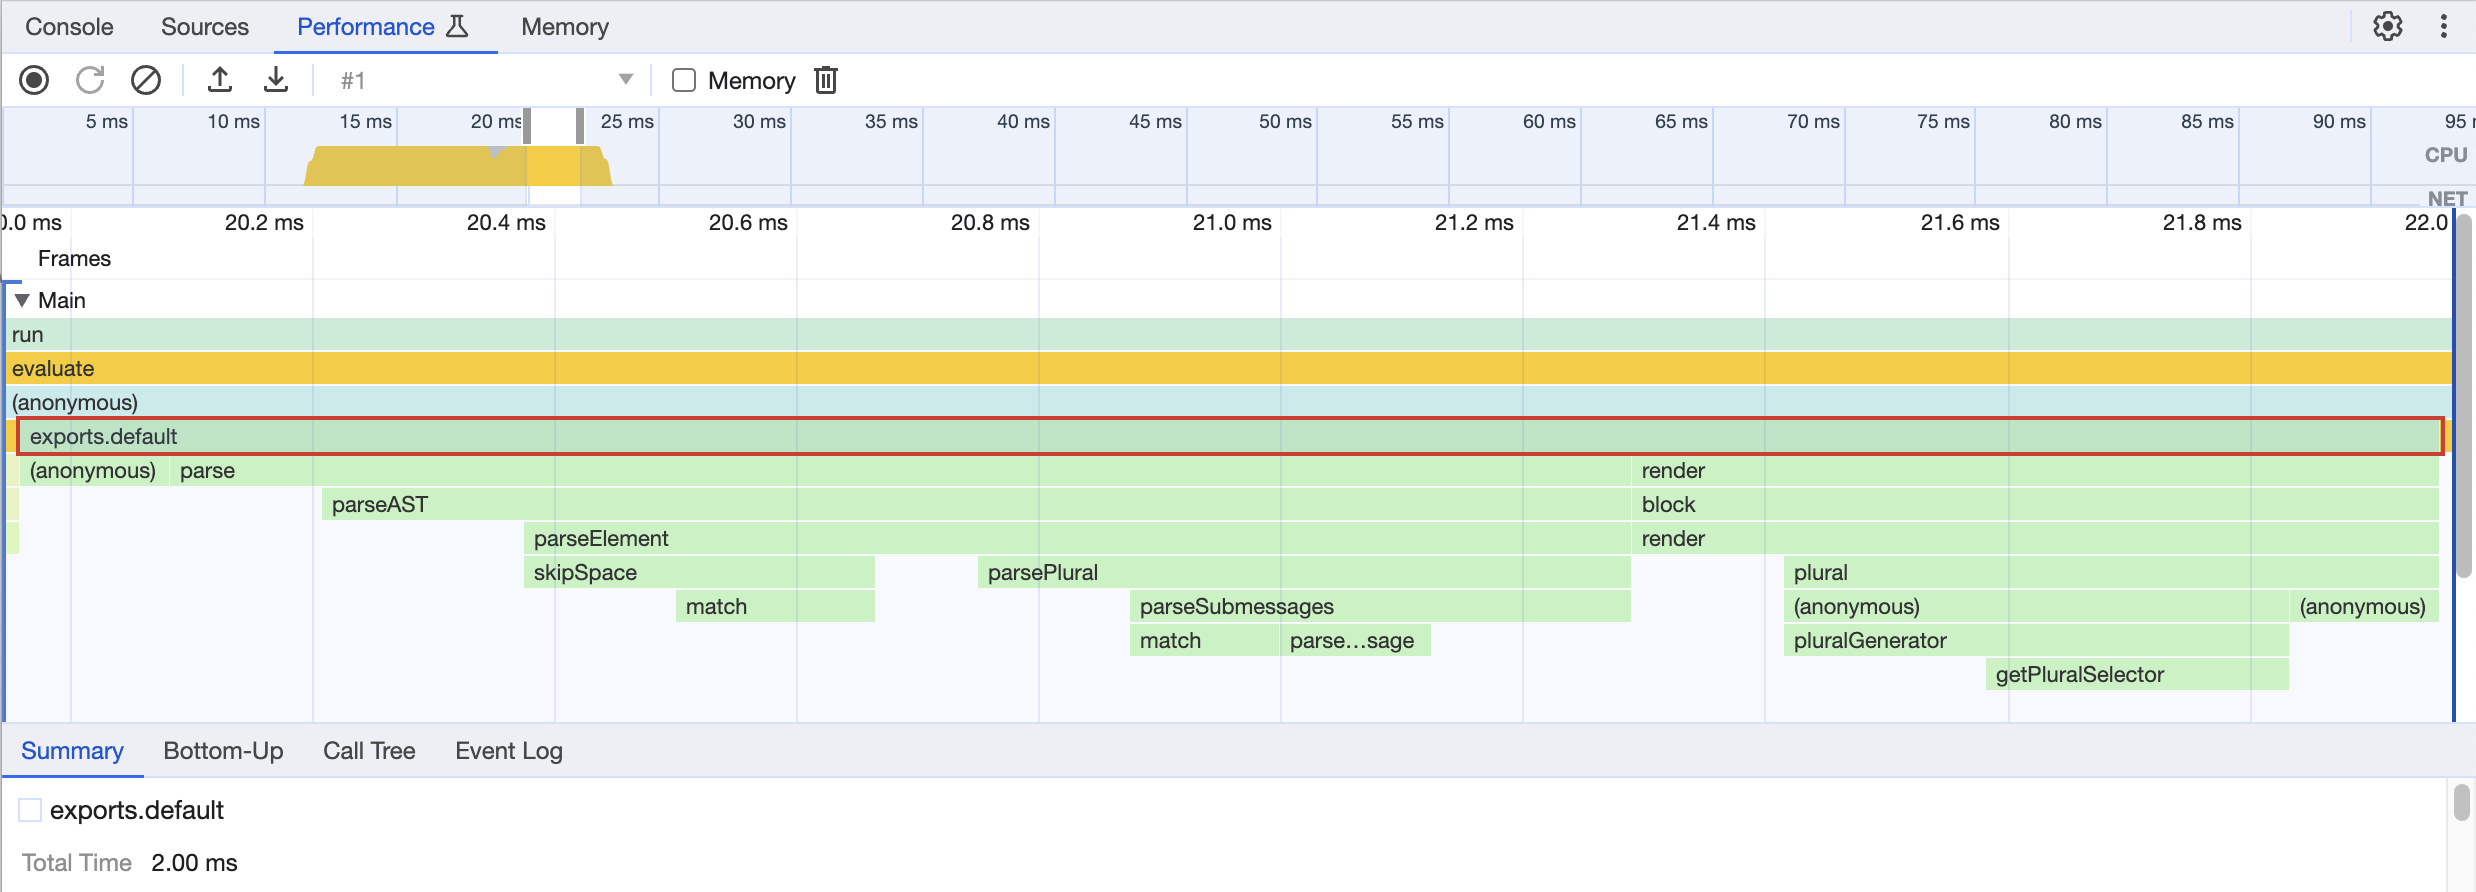 Console Sources Performance Memory
#1 Memory
5 ms 10 ms 15 ms 20 ms 25 ms 30 ms 35 ms 40 ms 45 ms 50 ms 55 ms 60 ms 65 ms 70 ms 75 ms 80 ms 85 ms 90 ms 95
CPU
NET
0.0 ms 20.2 ms 20.4 ms 20.6 ms 20.8 ms 21.0 ms 21.2 ms 21.4 ms 21.6 ms 21.8 ms 22.0
Frames
Main
run
evaluate
(anonymous)
exports.default
(anonymous) parse render
parseAST block
parseElement render
skipSpace parsePlural plural
match parseSubmessages (anonymous) (anonymous)
match parse…sage pluralGenerator
getPluralSelector
Summary Bottom-Up Call Tree Event Log
exports.default
Total Time 2.00 ms